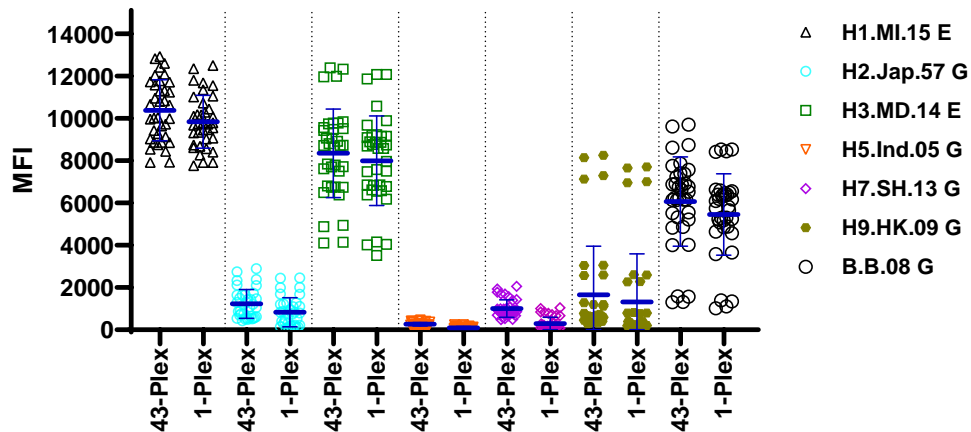 MFI
14000
12000
10000
8000
6000
4000
2000
0
43-Plex
1-Plex
43-Plex
1-Plex
43-Plex
1-Plex
43-Plex
1-Plex
43-Plex
1-Plex
43-Plex
1-Plex
43-Plex
1-Plex
H1.MI.15 E
H2.Jap.57 G
H3.MD.14 E
H5.Ind.05 G
H7.SH.13 G
H9.HK.09 G
B.B.08 G